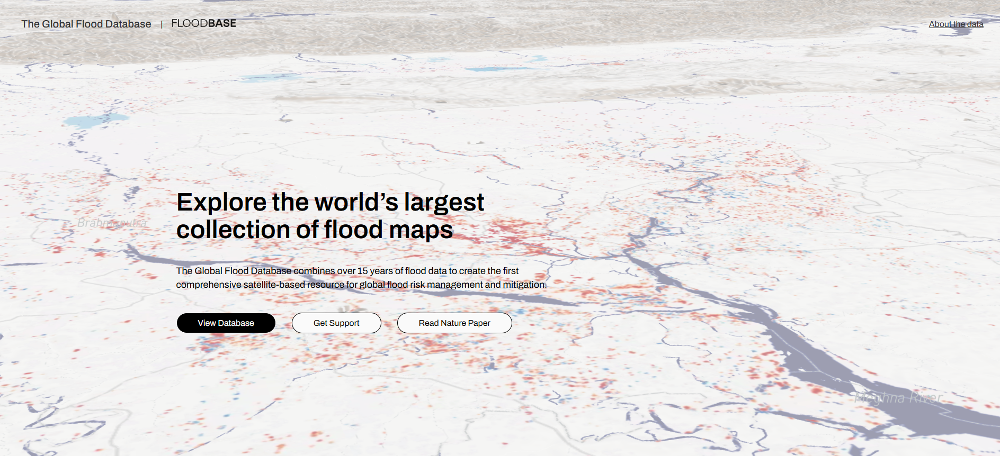 The Global Flood Database | FLOODBASE
About the data
Explore the world’s largest
collection of flood maps
Brahmaputra
The Global Flood Database combines over 15 years of flood data to create the first
comprehensive satellite-based resource for global flood risk management and mitigation.
View Database
Get Support
Read Nature Paper
Meghna River